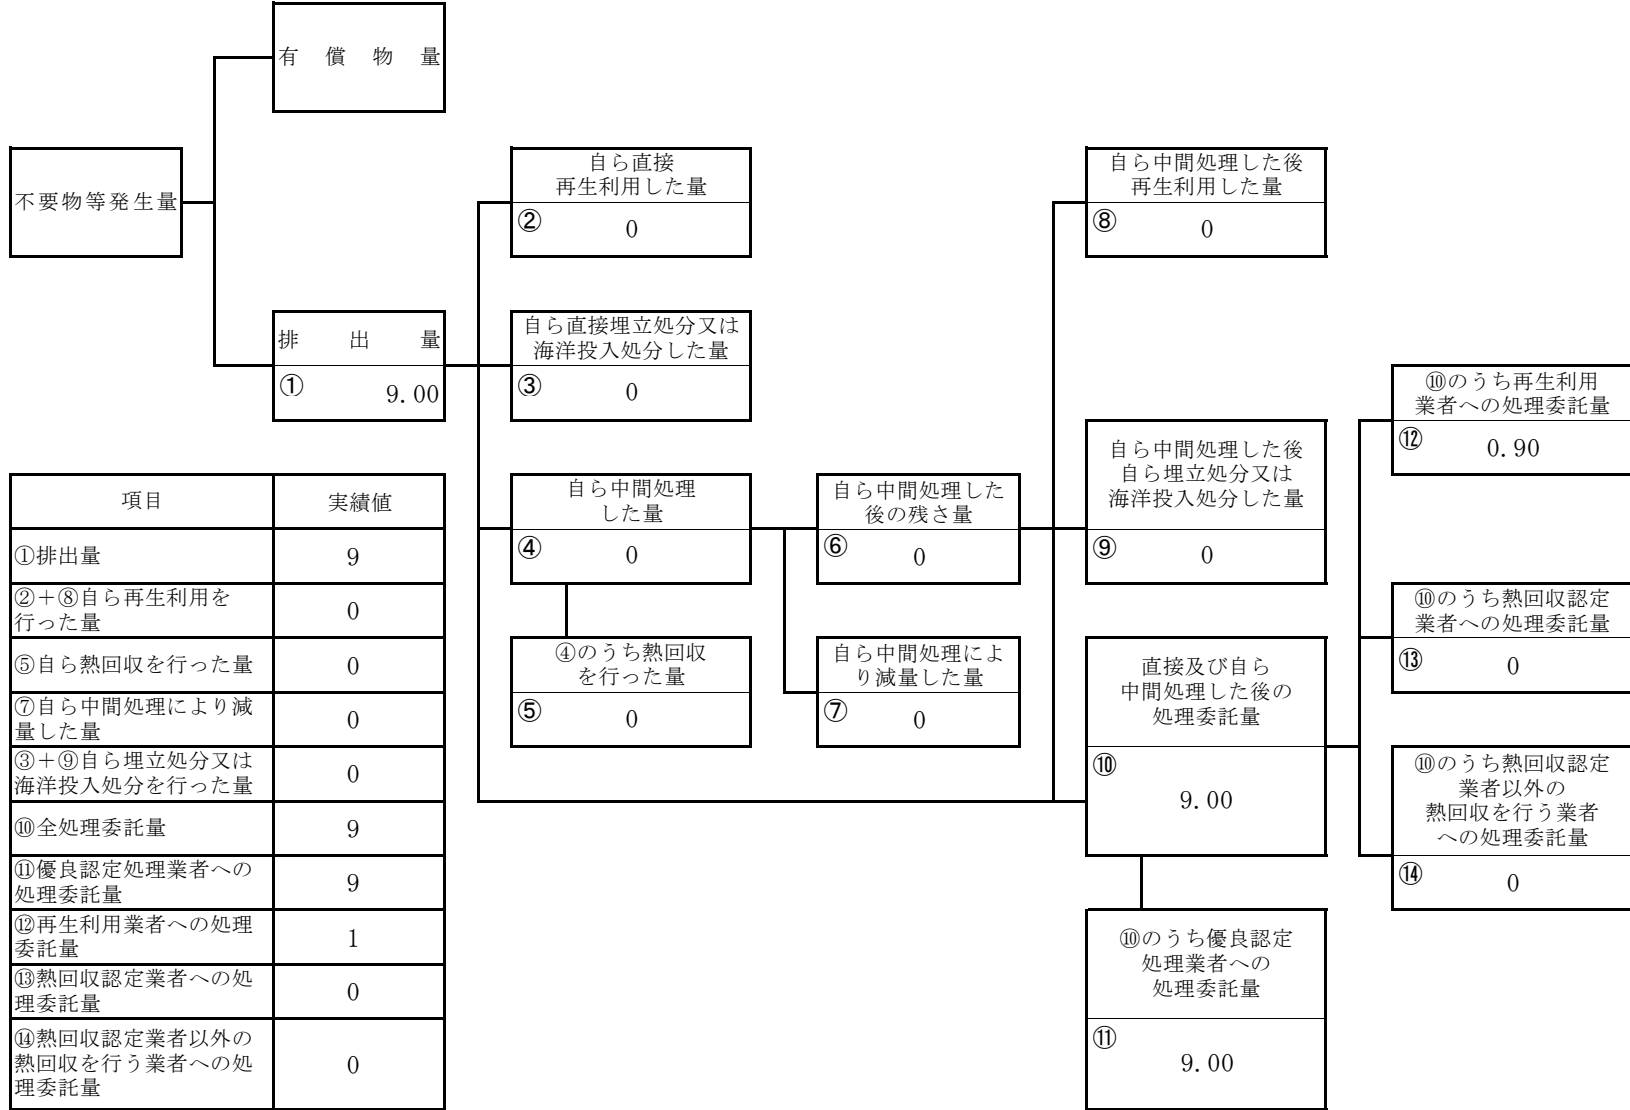 有償物量
不要物等発生量
排出量
①
9.00
自ら直接
再生利用した量
②
0
自ら直接埋立処分又は
海洋投入処分した量
③
0
自ら中間処理
した量
④
0
④のうち熱回収
を行った量
⑤
0
自ら中間処理した
後の残さ量
⑥
0
自ら中間処理によ
り減量した量
⑦
0
自ら中間処理した後
再生利用した量
⑧
0
自ら中間処理した後
自ら埋立処分又は
海洋投入処分した量
⑨
0
直接及び自ら
中間処理した後の
処理委託量
⑩
9.00
⑩のうち優良認定
処理業者への
処理委託量
⑪
9.00
⑩のうち再生利用
業者への処理委託量
⑫
0.90
⑩のうち熱回収認定
業者への処理委託量
⑬
0
⑩のうち熱回収認定
業者以外の
熱回収を行う業者
への処理委託量
⑭
0
項目 実績値
①排出量 9
②+⑧自ら再生利用を
行った量 0
⑤自ら熱回収を行った量 0
⑦自ら中間処理により減
量した量 0
③+⑨自ら埋立処分又は
海洋投入処分を行った量 0
⑩全処理委託量 9
⑪優良認定処理業者への
処理委託量 9
⑫再生利用業者への処理
委託量 1
⑬熱回収認定業者への処
理委託量 0
⑭熱回収認定業者以外の
熱回収を行う業者への処
理委託量 0